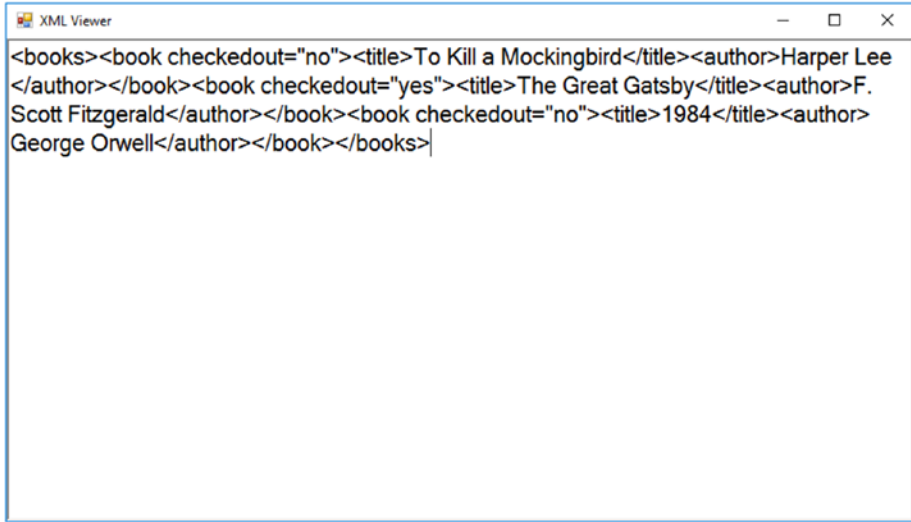 XML Viewer
<books><book checkedout="no"><title>To Kill a Mockingbird</title><author>Harper Lee
</author></book><book checkedout="yes"><title>The Great Gatsby</title><author>F.
Scott Fitzgerald</author></book><book checkedout="no"><title>1984</title><author>
George Orwell</author></book></books>